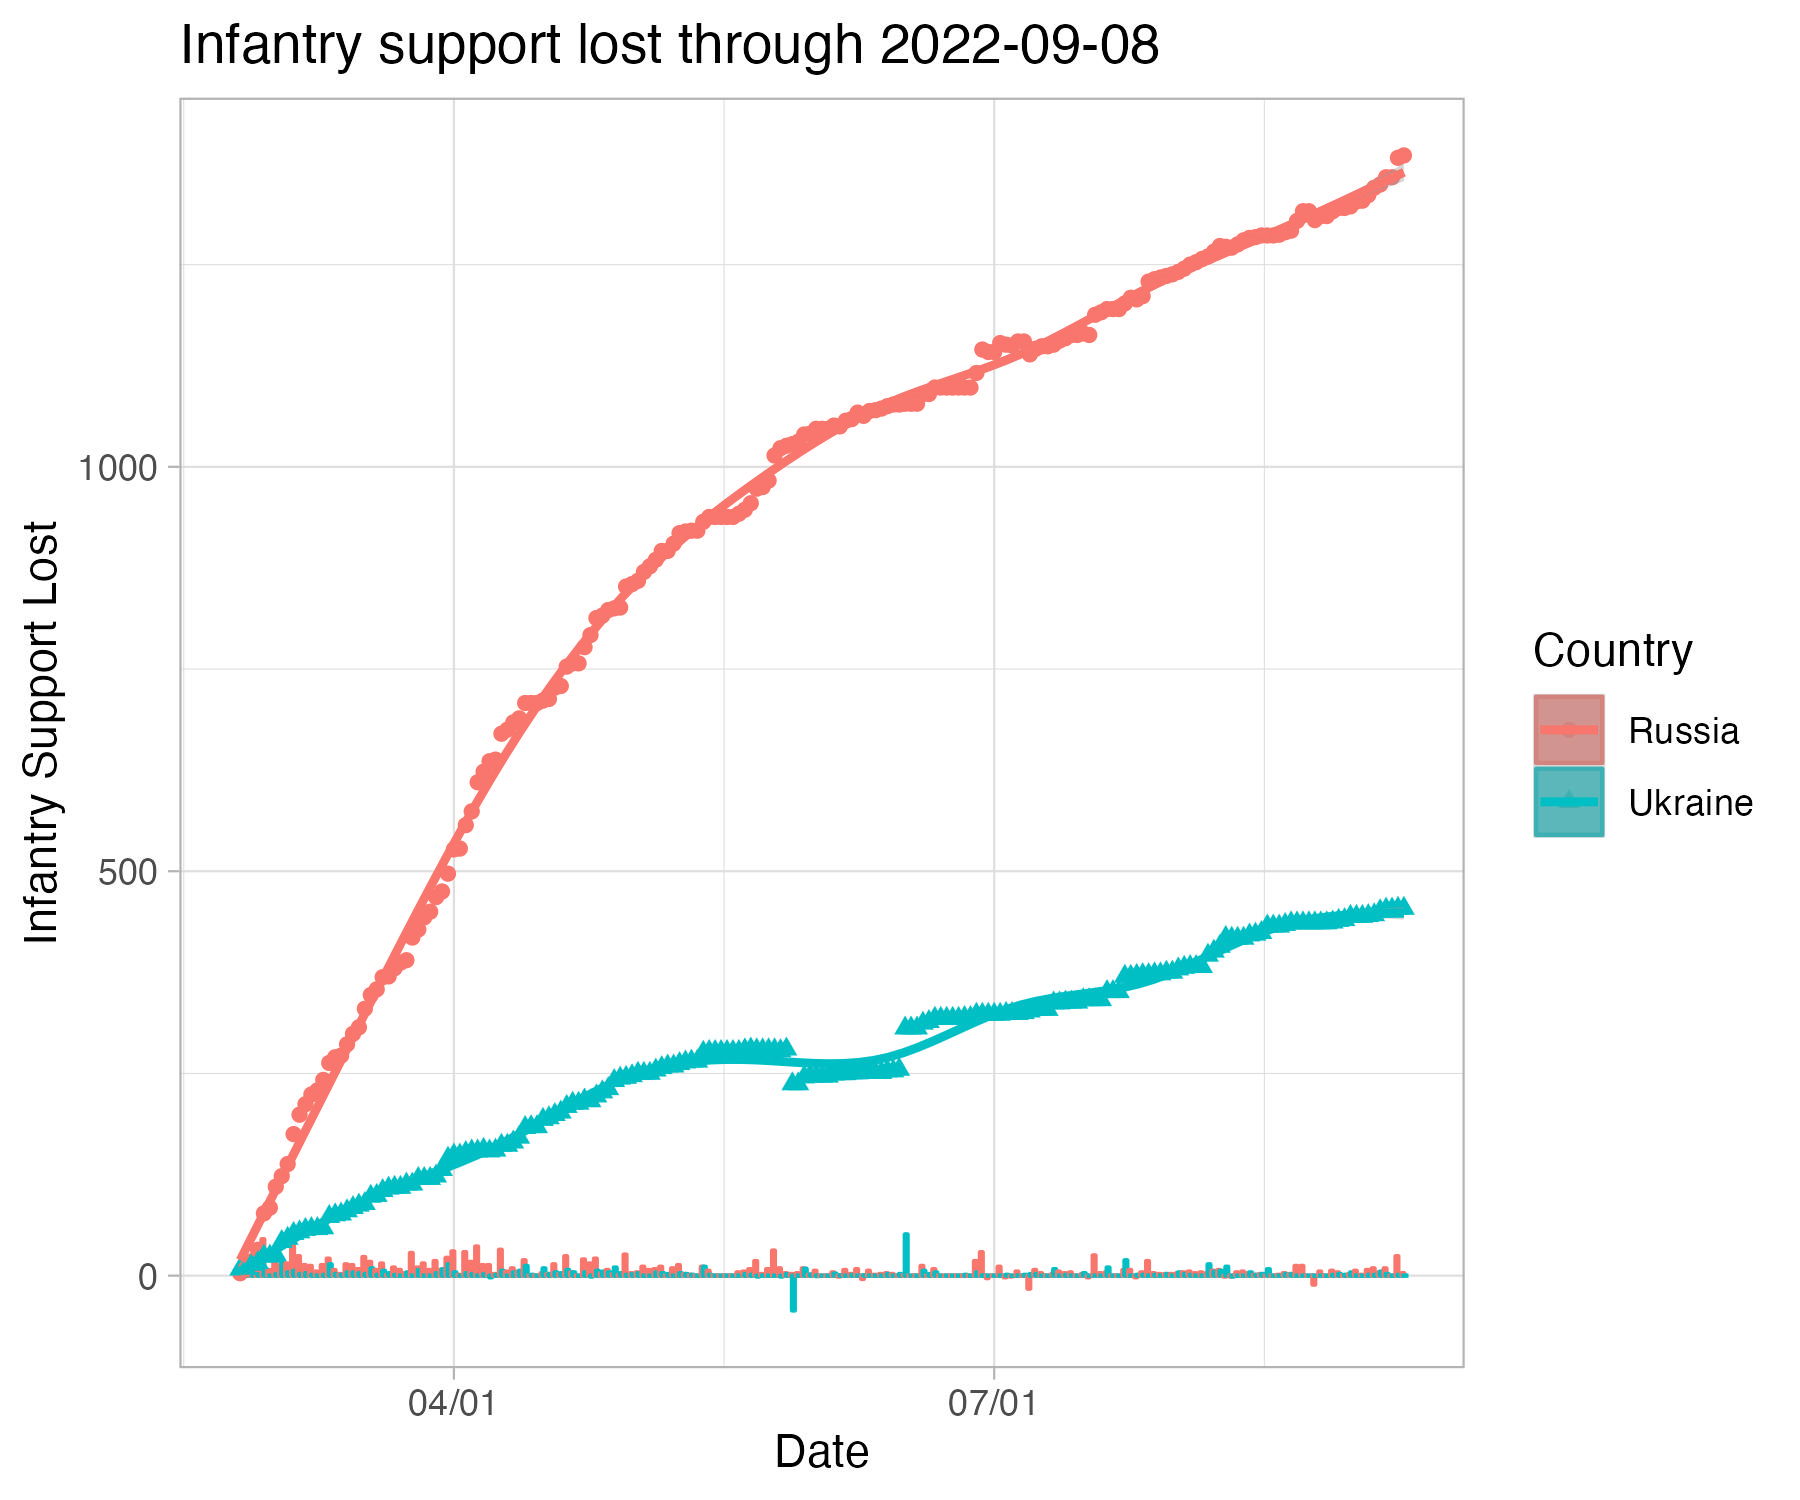 Infantry support lost through 2022-09-08
Infantry Support Lost
1000
500
0
04/01
07/01
Date
Country
Russia
Ukraine